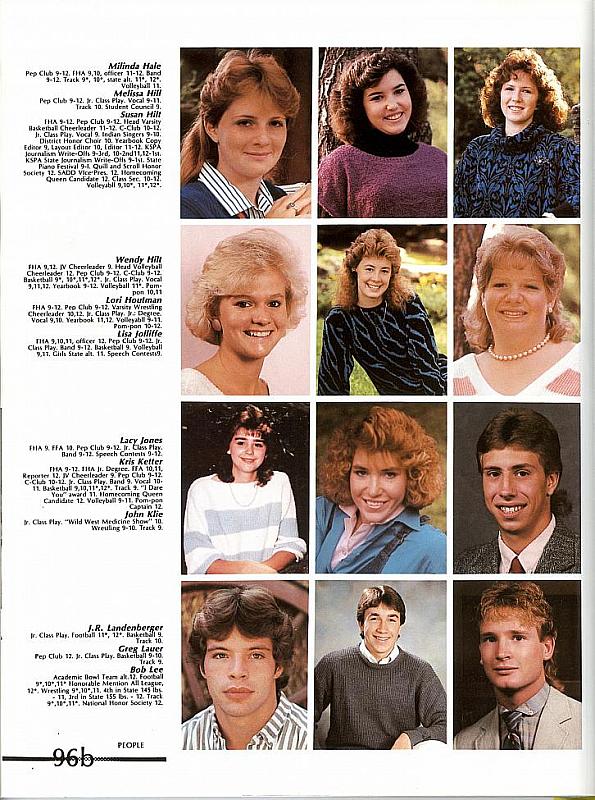 Milinda Hale
Pep Club 9-12. FHA 9,10, officer 11-12. Band
9-12. Track 9*, 10*, state alt. 11*, 12*.
Volleyball 11.
Melissa Hill
Pep Club 9-12. Jr. Class Play. Vocal 9-11.
Track 10. Student Council 9.
Susan Hilt
FHA 9-12. Pep Club 9-12. Head Varsity
Basketball Cheerleader 11-12. C-Club 10-12.
Jr. Class Play. Vocal 9. Indian Singers 9-10.
District Honor Choir 10. Yearbook Copy
Editor 9, Layout Editor 10, Editor 11-12. KSPA
Journalism Write-Offs 9-3rd, 10-2nd11,12-1st.
KSPA State Journalism Write-Offs 9-1st. State
Piano Festival 9-I. Quill and Scroll Honor
Society 12. SADD Vice-Pres. 12. Homecoming
Queen Candidate 12. Class Sec. 10-12.
Volleyabll 9,10*, 11*,12*.
Wendy Hilt
FHA 9,12. JV Cheerleader 9. Head Volleyball
Cheerleader 12. Pep Club 9-12. C-Club 9-12.
Basketball 9*, 10*,11*,12*. Jr. Class Play. Vocal
9,11,12. Yearbook 9-12. Volleyball 11*. Pom-
pon 10,11
Lori Houtman
FHA 9-12. Pep Club 9-12. Varsity Wrestling
Cheerleader 10,12. Jr. Class Play. Jr. Degree.
Vocal 9,10. Yearbook 11,12. Volleyabll 9-11.
Pom-pon 10-12.
Lisa Jolliffe
FHA 9,10,11, officer 12. Pep Club 9-12. Jr.
Class Play. Band 9-12. Basketball 9. Volleyball
9,11. Girls State alt. 11. Speech Contests9.
Lacy Jones
FHA 9. FFA 10. Pep Club 9-12. Jr. Class Play.
Band 9-12. Speech Contests 9-12.
Kris Ketter
FHA 9-12. FHA Jr. Degree. FFA 10,11,
Reporter 12. JV Cheerleader 9. Pep Club 9-12.
C-Club 10-12. Jr. Class Play. Band 9. Vocal 10-
11. Basketball 9,10,11*,12*. Track 9. "I Dare
You" award 11. Homecoming Queen
Candidate 12. Volleyball 9-11. Pom-pon
Captain 12.
John Klie
Jr. Class Play. "Wild West Medicine Show" 10.
Wrestling 9-10. Track 9.
J.R. Landenberger
Jr. Class Play. Football 11*, 12*. Basketball 9.
Track 10.
Greg Lauer
Pep Club 12. Jr. Class Play. Basketball 9-10.
Track 9.
Bob Lee
Academic Bowl Team alt.12. Football
9*,10*,11* Honorable Mention All League,
12*. Wrestling 9*,10*,11. 4th in State 145 lbs.
- 11, 3rd in State 155 lbs. - 12. Track
9*,10*,11*. National Honor Society 12.
PEOPLE
96b